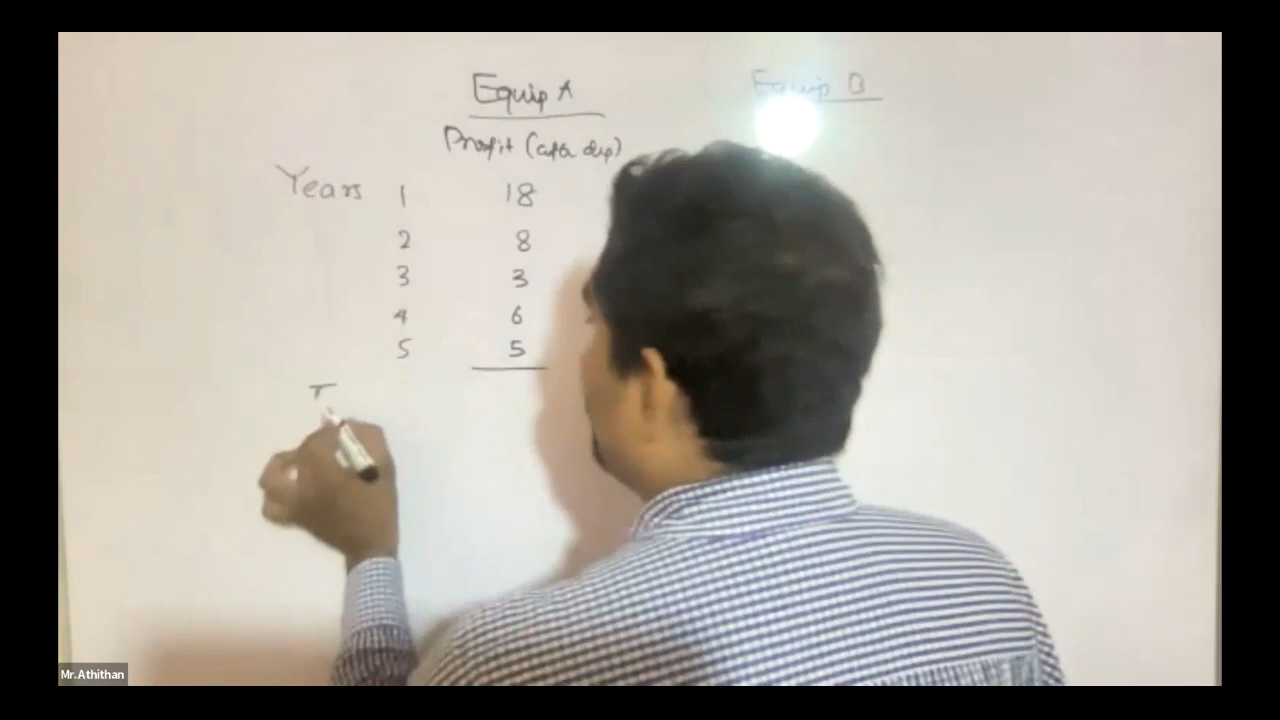 Equip A Equip B
Profit (after dep)
Years 1 18
2 8
3 3
4 6
5 5
T
Mr.Athithan